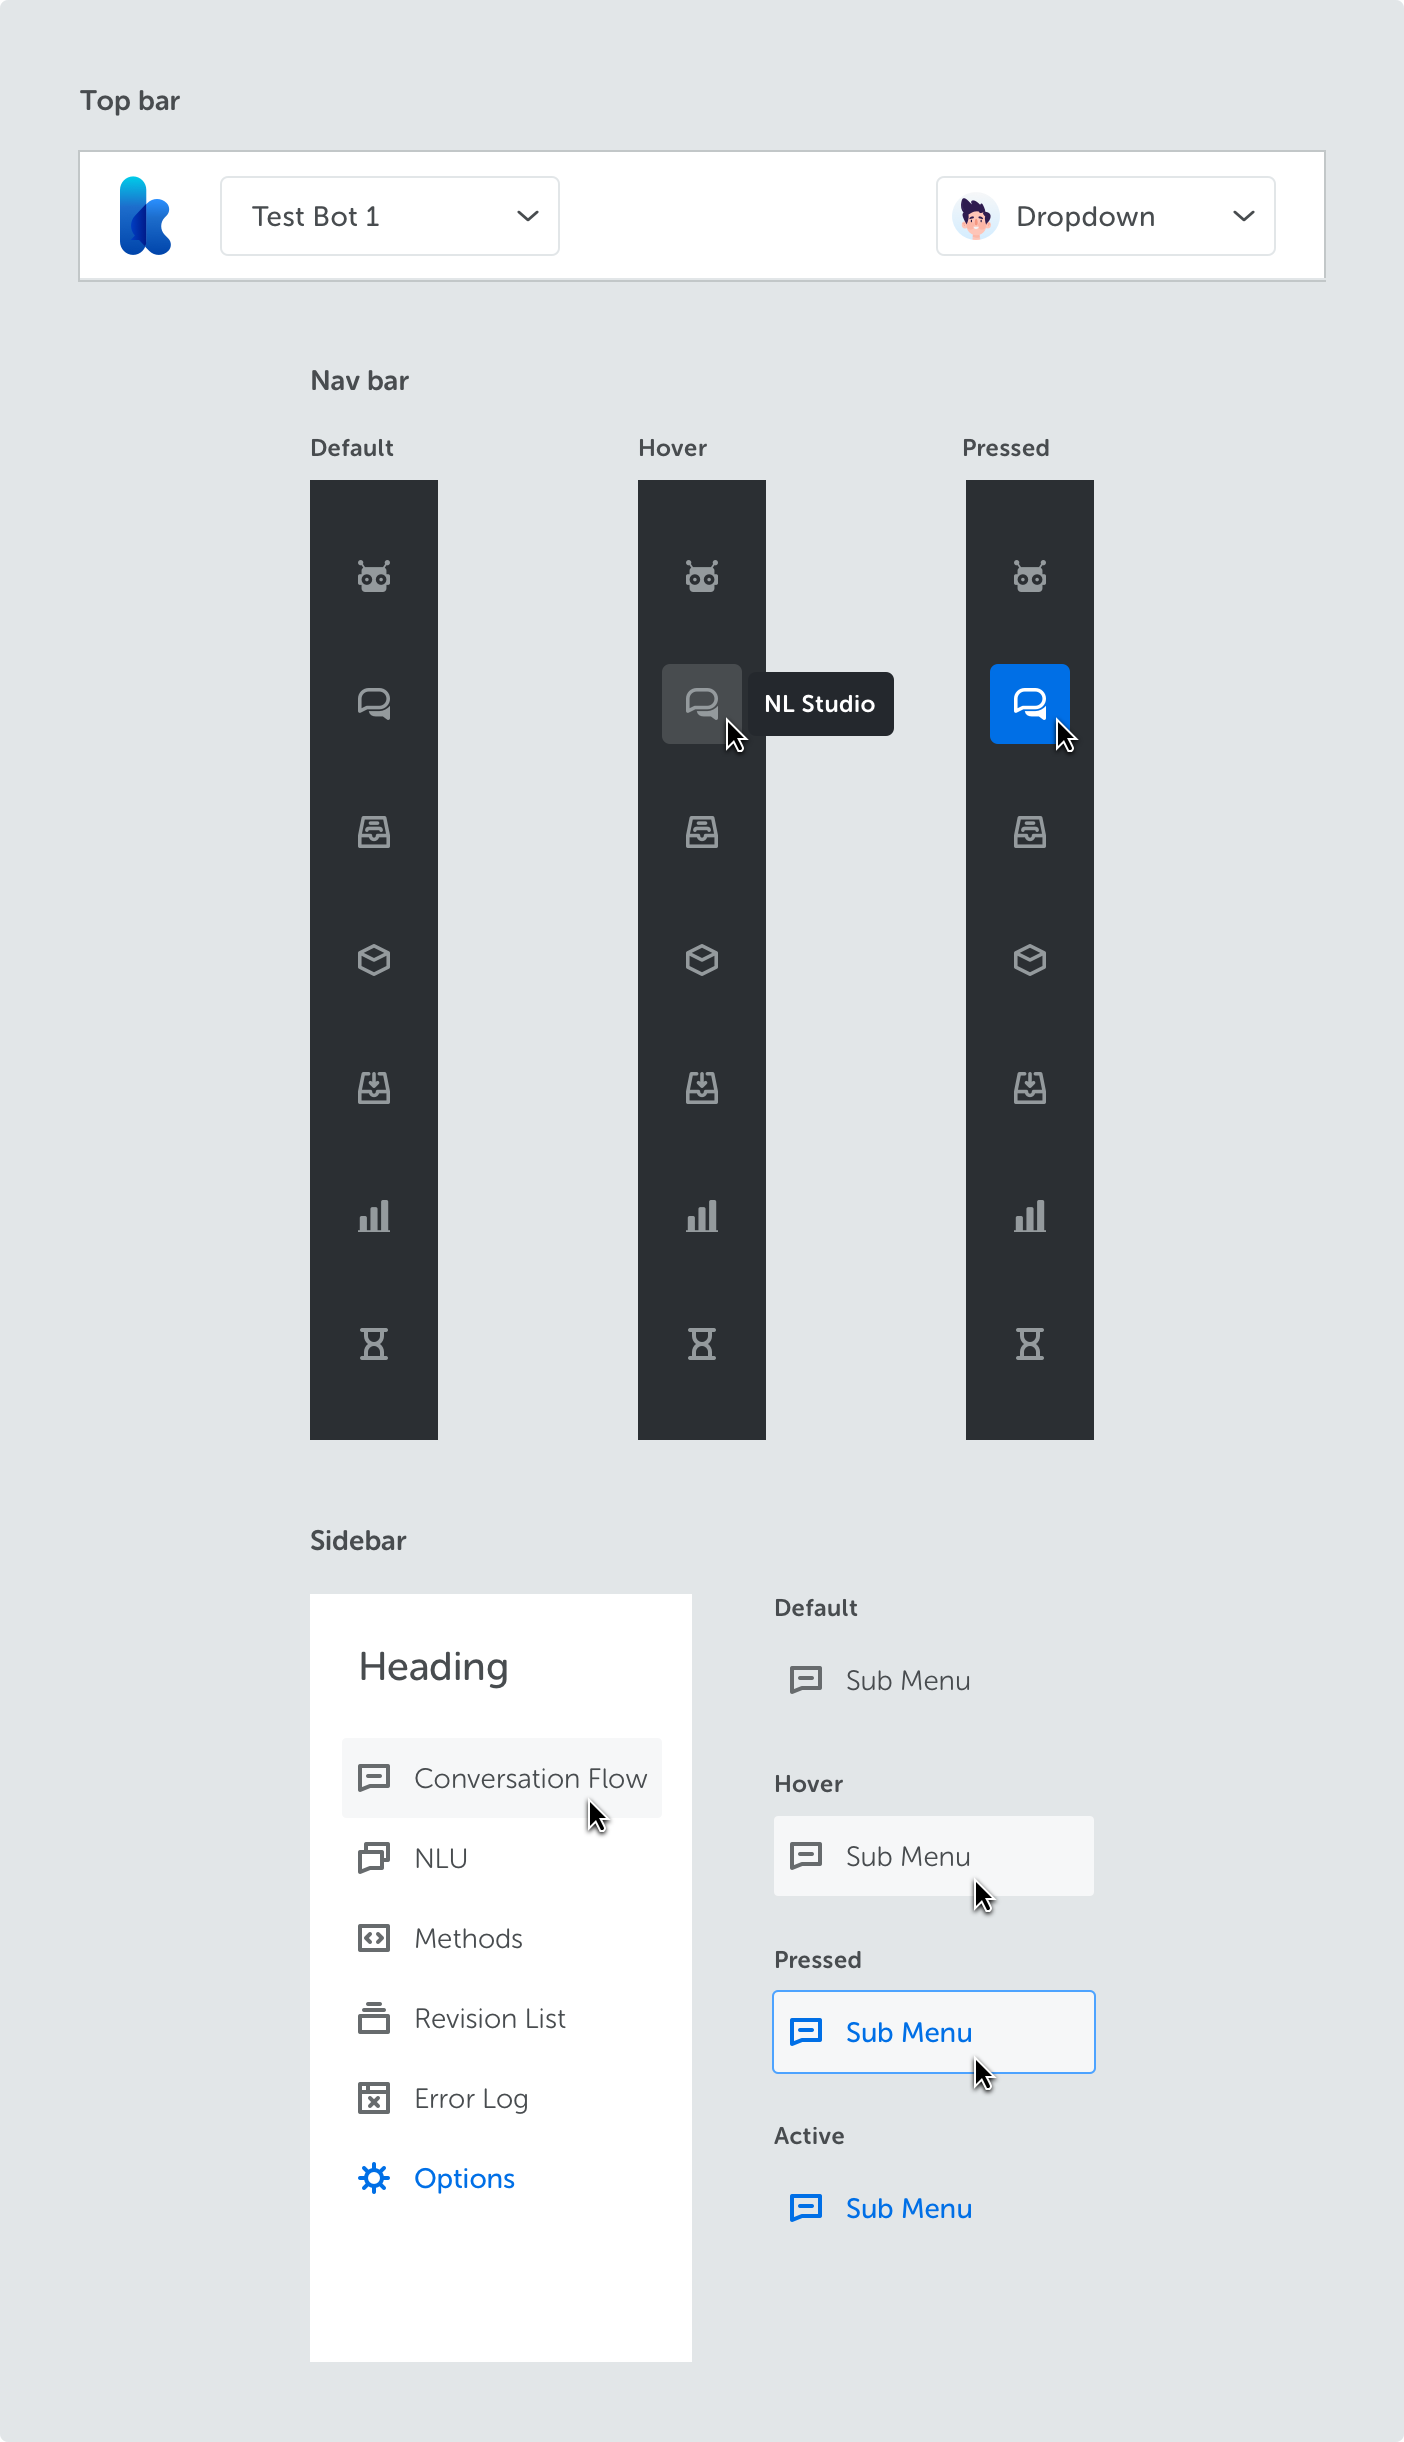 Top bar
Test Bot 1
Dropdown
Nav bar
Default
Hover
Pressed
NL Studio
Sidebar
Heading
Conversation Flow
NLU
Methods
Revision List
Error Log
Options
Default
Sub Menu
Hover
Sub Menu
Pressed
Sub Menu
Active
Sub Menu